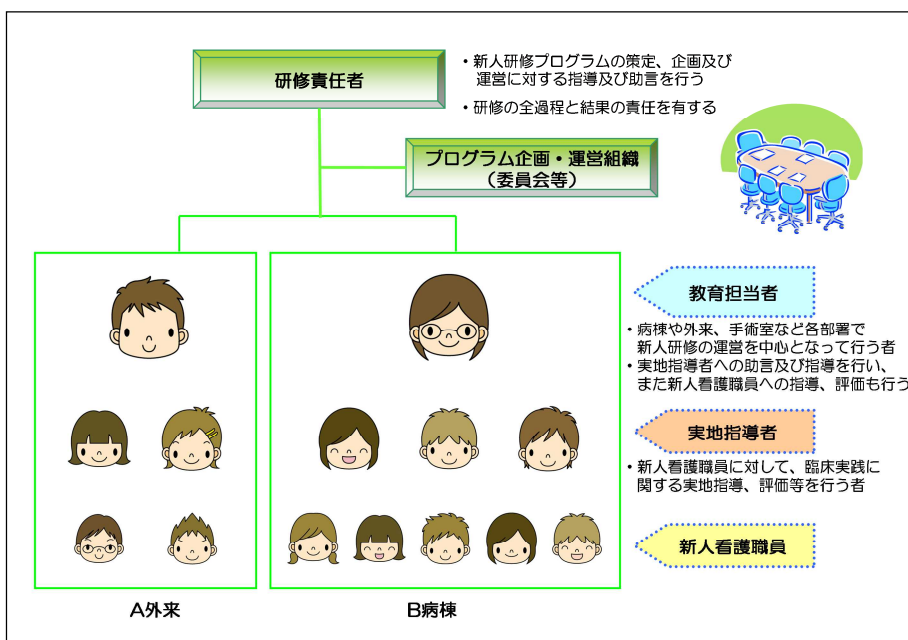 研修責任者
・新人研修プログラムの策定、企画及び
運営に対する指導及び助言を行う
・研修の全過程と結果の責任を有する
プログラム企画・運営組織
(委員会等)
教育担当者
・病棟や外来、手術室など各部署で
新人研修の運営を中心となって行う者
・実地指導者への助言及び指導を行い、
また新人看護職員への指導、評価も行う
実地指導者
・新人看護職員に対して、臨床実践に
関する実地指導、評価等を行う者
新人看護職員
A外来
B病棟